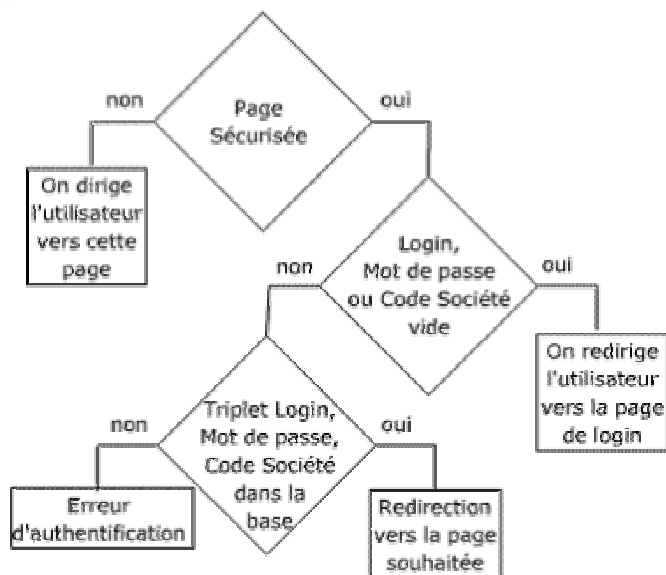 non
Page
Sécurisée
oui
On dirige
l'utilisateur
vers cette
page
non
Login,
Mot de passe
ou Code Société
vide
oui
On redirige
l'utilisateur
vers la page
de login
non
Triplet Login,
Mot de passe,
Code Société
dans la
base
oui
Erreur
d'authentification
Redirection
vers la page
souhaitée